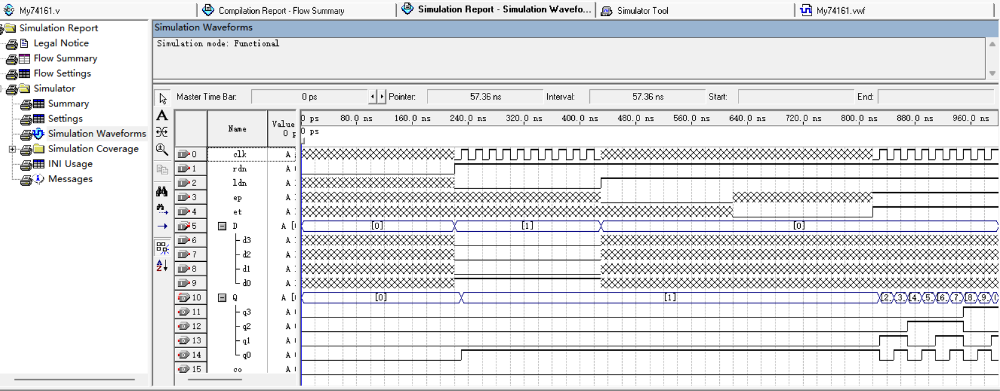 abc My74161.v
Compilation Report - Flow Summary
Simulation Report - Simulation Wavefo...
Simulator Tool
My74161.vwf
Simulation Report
Legal Notice
Flow Summary
Flow Settings
Simulator
Summary
Settings
Simulation Waveforms
Simulation Coverage
INI Usage
Messages
Simulation Waveforms
Simulation mode: Functional
Master Time Bar: 0 ps Pointer: 57.36 ns Interval: 57.36 ns Start: End:
A
Z
Name
Value
0 p
0 ps 80.0 ns 160.0 ns 240.0 ns 320.0 ns 400.0 ns 480.0 ns 560.0 ns 640.0 ns 720.0 ns 800.0 ns 880.0 ns 960.0 ns
0 ps
0 clk A
1 rdn A
2 ldn A
3 ep A
4 et A
5 D A [ [0] [1] [0]
6 d3 A
7 d2 A
8 d1 A
9 d0 A
10 Q A [ [0] [1] [2. 3. [4. 5. [6. 7. [8. 9.
11 q3 A
12 q2 A
13 q1 A
14 q0 A
15 co A